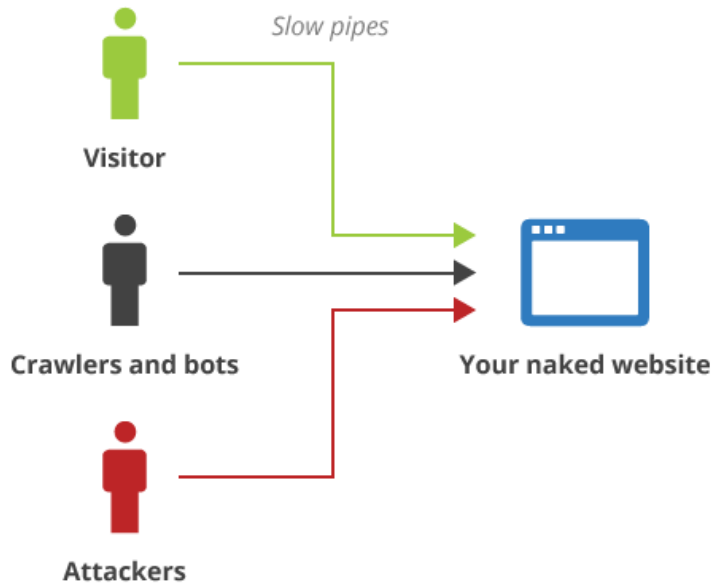 Slow pipes
Visitor
Crawlers and bots
Your naked website
Attackers